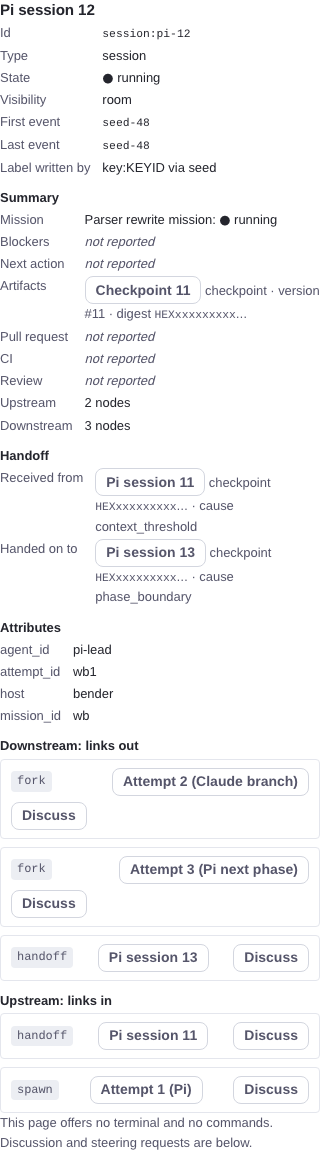 Pi session 12
Id session:pi-12
Type session
State ● running
Visibility room
First event seed-48
Last event seed-48
Label written by key:KEYID via seed
Summary
Mission Parser rewrite mission: ● running
Blockers not reported
Next action not reported
Artifacts Checkpoint 11 checkpoint · version
#11 · digest HEXxxxxxxxx…
Pull request not reported
CI not reported
Review not reported
Upstream 2 nodes
Downstream 3 nodes
Handoff
Received from Pi session 11 checkpoint
HEXxxxxxxxx… · cause
context_threshold
Handed on to Pi session 13 checkpoint
HEXxxxxxxxx… · cause
phase_boundary
Attributes
agent_id pi-lead
attempt_id wb1
host bender
mission_id wb
Downstream: links out
fork Attempt 2 (Claude branch)
Discuss
fork Attempt 3 (Pi next phase)
Discuss
handoff Pi session 13 Discuss
Upstream: links in
handoff Pi session 11 Discuss
spawn Attempt 1 (Pi) Discuss
This page offers no terminal and no commands.
Discussion and steering requests are below.